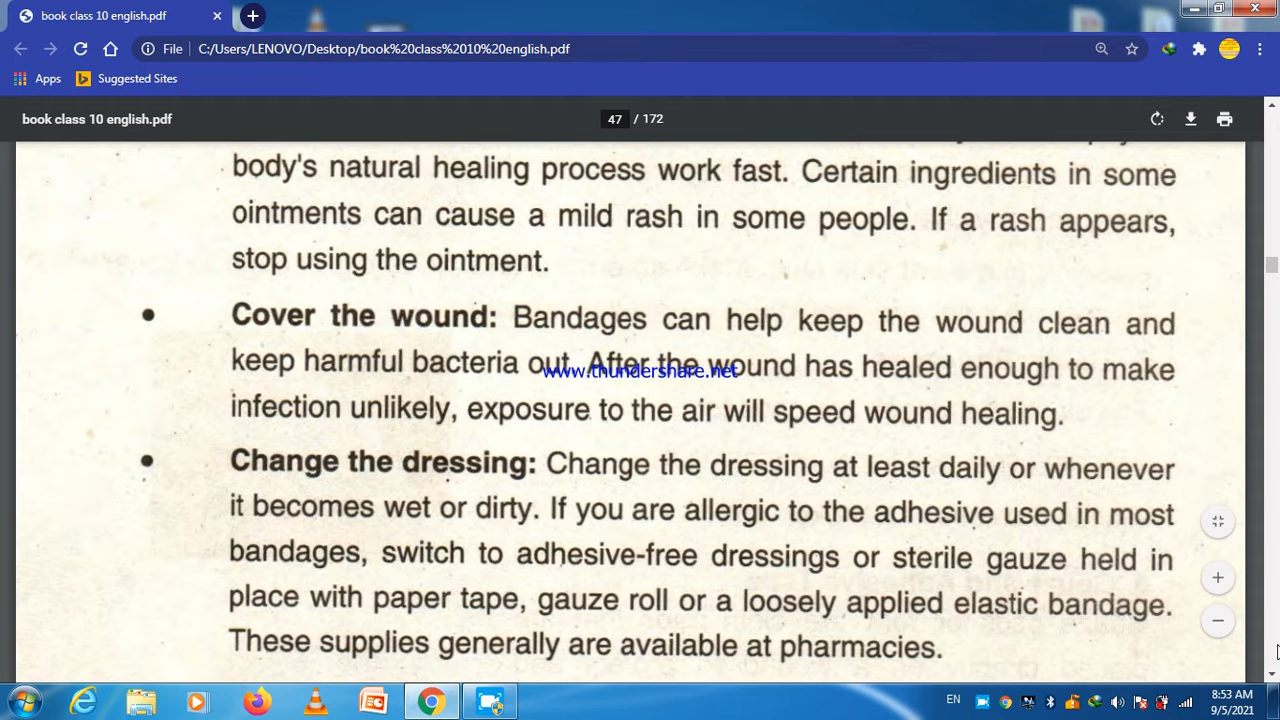 book class 10 english.pdf
File C:/Users/LENOVO/Desktop/book%20class%2010%20english.pdf
Apps Suggested Sites
book class 10 english.pdf 47 / 172
body's natural healing process work fast. Certain ingredients in some
ointments can cause a mild rash in some people. If a rash appears,
stop using the ointment.
• Cover the wound: Bandages can help keep the wound clean and
keep harmful bacteria out. After the wound has healed enough to make
www.thundershare.net
infection unlikely, exposure to the air will speed wound healing.
• Change the dressing: Change the dressing at least daily or whenever
it becomes wet or dirty. If you are allergic to the adhesive used in most
bandages, switch to adhesive-free dressings or sterile gauze held in
place with paper tape, gauze roll or a loosely applied elastic bandage.
These supplies generally are available at pharmacies.
EN 8:53 AM
9/5/2021